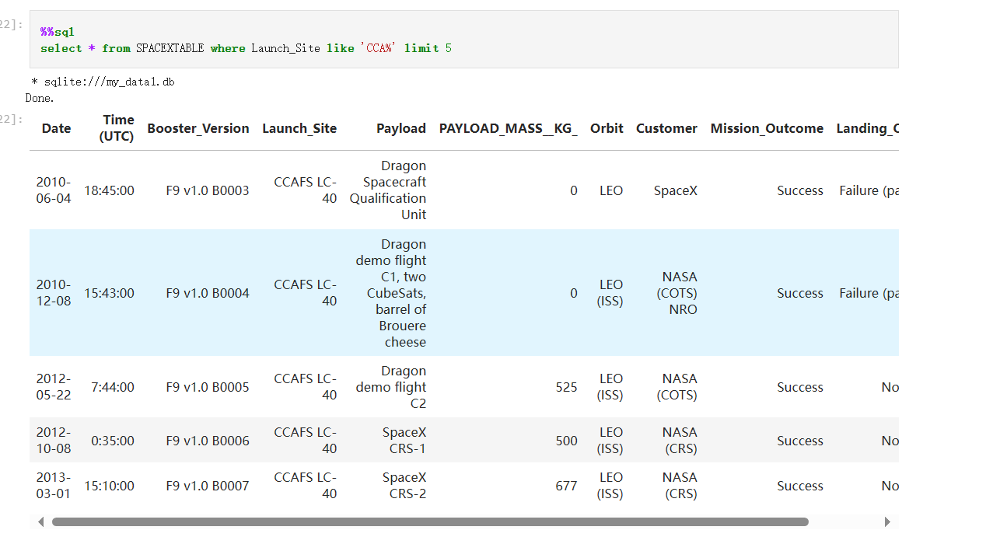 22]:
%%sql
select * from SPACEXTABLE where Launch_Site like 'CCA%' limit 5
* sqlite:///my_data1.db
Done.
22]:
Date Time (UTC) Booster_Version Launch_Site Payload PAYLOAD_MASS__KG_ Orbit Customer Mission_Outcome Landing_
2010-06-04 18:45:00 F9 v1.0 B0003 CCAFS LC-40 Dragon Spacecraft Qualification Unit 0 LEO SpaceX Success Failure (pa
2010-12-08 15:43:00 F9 v1.0 B0004 CCAFS LC-40 Dragon demo flight C1, two CubeSats, barrel of Brouere cheese 0 LEO (ISS) NASA (COTS) NRO Success Failure (pa
2012-05-22 7:44:00 F9 v1.0 B0005 CCAFS LC-40 Dragon demo flight C2 525 LEO (ISS) NASA (COTS) Success No
2012-10-08 0:35:00 F9 v1.0 B0006 CCAFS LC-40 SpaceX CRS-1 500 LEO (ISS) NASA (CRS) Success No
2013-03-01 15:10:00 F9 v1.0 B0007 CCAFS LC-40 SpaceX CRS-2 677 LEO (ISS) NASA (CRS) Success No